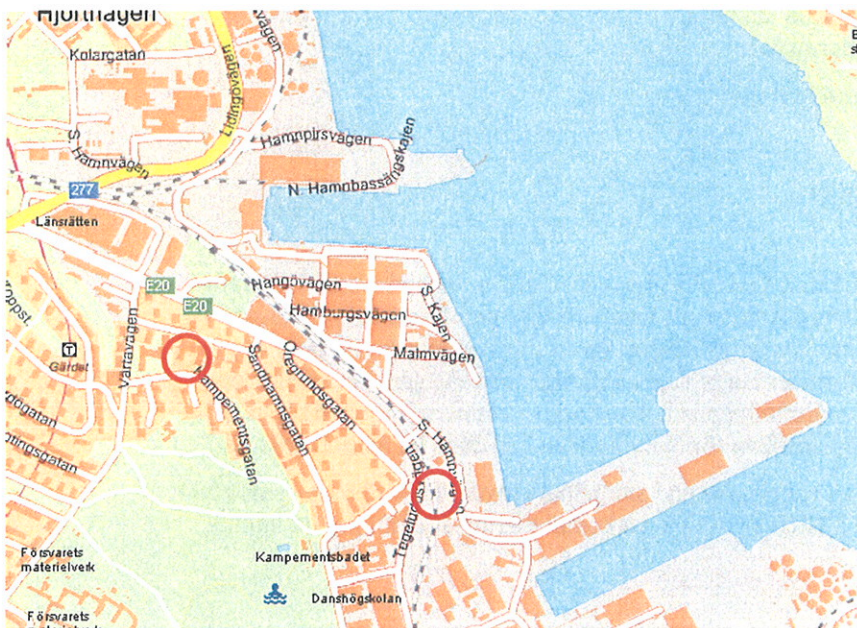 Hjorthagen
Kolargatan
Lidingövägen
S. Hamnvägen
Hamnpirsvägen
N. Hamnbassängskajen
277
Länsrätten
E20
E20
Hangövägen
Hamburgsvägen
S. Kajen
Malmvägen
Värtavägen
T
Gärdet
Kampementsgatan
Sandhamnsgatan
Öregrundsgatan
S. Hamnvägen
Tegeluddsvägen
Försvarets
materielverk
Kampementsbadet
Danshögskolan
Försvarets